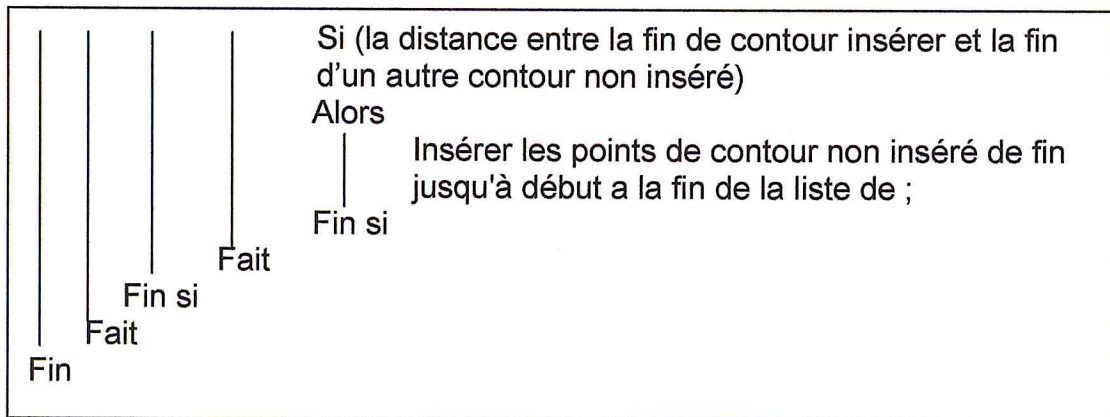 Si (la distance entre la fin de contour insérer et la fin
d'un autre contour non inséré)
Alors
Insérer les points de contour non inséré de fin
jusqu'à début a la fin de la liste de ;
Fin si
Fait
Fin si
Fait
Fin